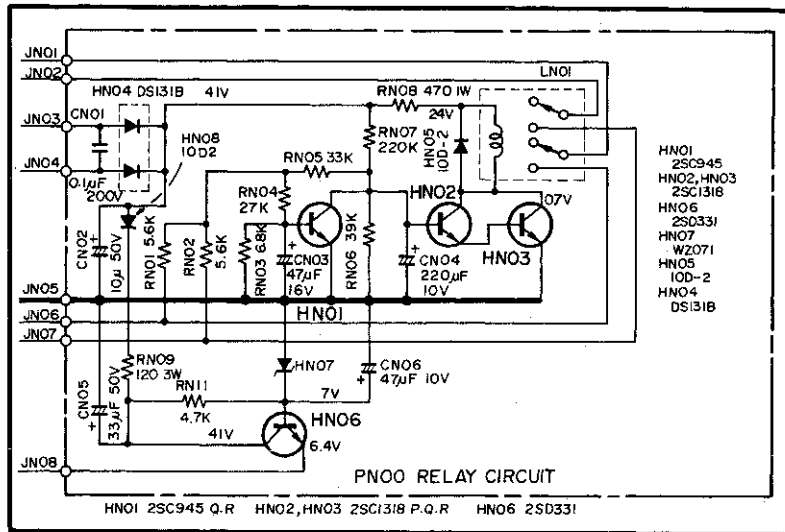 JN01
JN02
HN04 DS131B 41V
LN01
RN08 470 1W
24V
CN01
JN03
HN08
10D2
RN07
220K
HN05
10D-2
JN04
RN05 33K
0.1μF
200V
RN04
27K
HN02
07V
HN01
2SC945
HN02,HN03
2SC1318
HN06
2SD331
HN07
WZ071
HN05
10D-2
HN04
DS131B
CN02
10μ 50V
RN01 5.6K
RN02
5.6K
RN03 6.8K
CN03
47μF
16V
RN06 39K
CN04
220μF
10V
HN03
JN05
HN01
JN06
JN07
RN09
120 3W
HN07
CN06
47μF 10V
CN05
33μF 50V
RN11
4.7K
7V
HN06
41V
6.4V
JN08
PN00 RELAY CIRCUIT
HN01 2SC945 Q.R HN02,HN03 2SC1318 P.Q.R HN06 2SD331